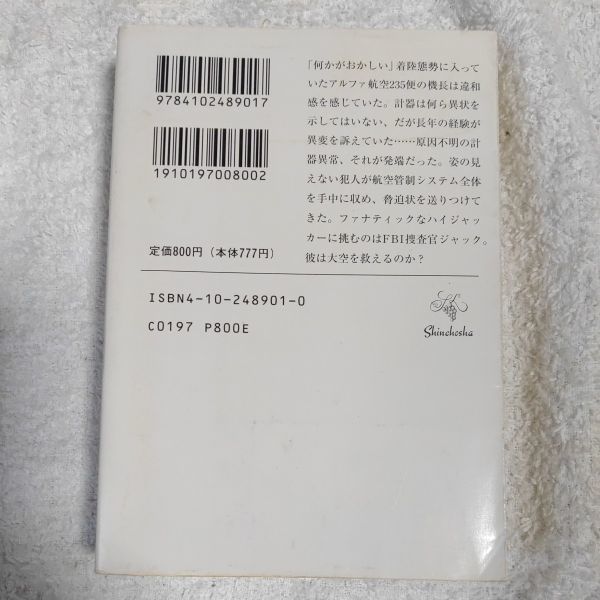 9784102489017
1910197008002
定価800円（本体777円）
「何かがおかしい」着陸態勢に入って
いたアルファ航空235便の機長は違和
感を感じていた。計器は何ら異状を
示してはいない、だが長年の経験が
異変を訴えていた……原因不明の計
器異常、それが発端だった。姿の見
えない犯人が航空管制システム全体
を手中に収め、脅迫状を送りつけて
きた。ファナティックなハイジャッ
カーに挑むのはFBI捜査官ジャック。
彼は大空を救えるのか？
ISBN4-10-248901-0
C0197 P800E
Shinchosha